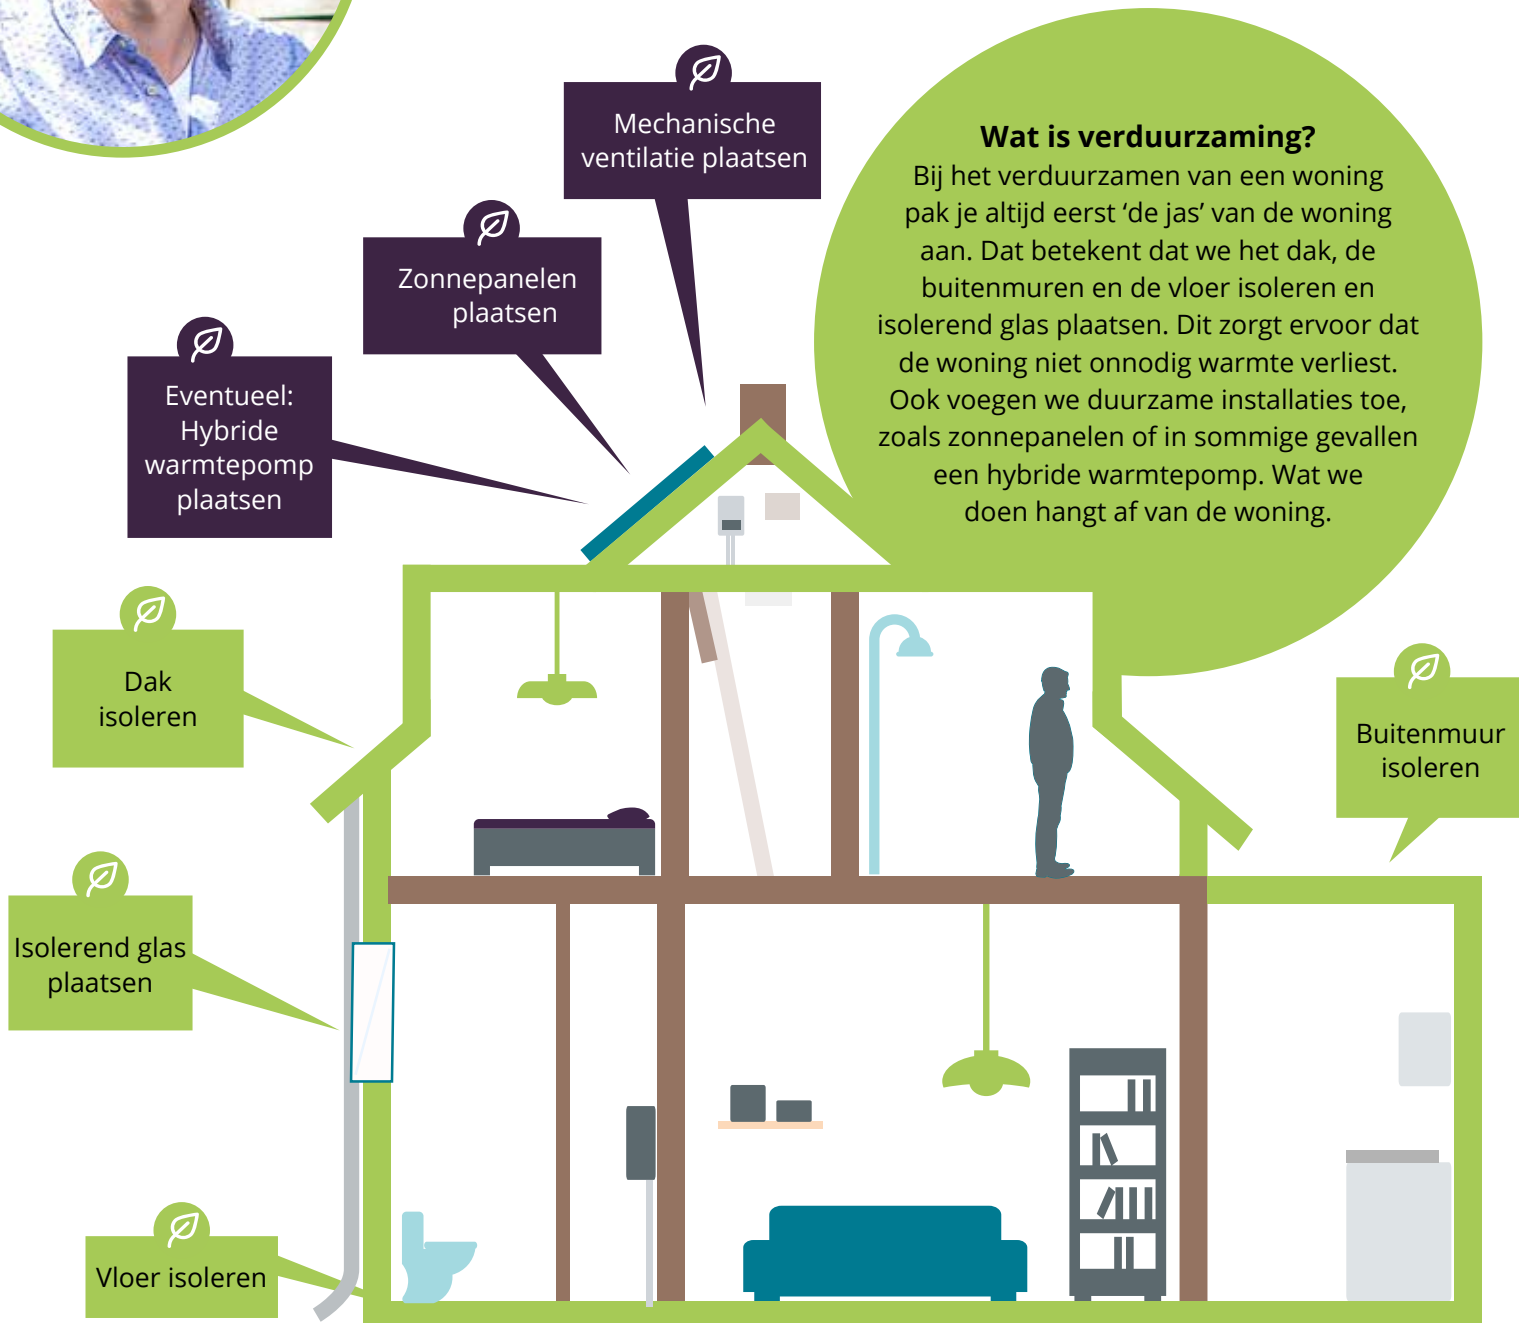 Mechanische
ventilatie plaatsen
Wat is verduurzaming?
Bij het verduurzamen van een woning
pak je altijd eerst ‘de jas’ van de woning
aan. Dat betekent dat we het dak, de
buitenmuren en de vloer isoleren en
isolerend glas plaatsen. Dit zorgt ervoor dat
de woning niet onnodig warmte verliest.
Ook voegen we duurzame installaties toe,
zoals zonnepanelen of in sommige gevallen
een hybride warmtepomp. Wat we
doen hangt af van de woning.
Zonnepanelen
plaatsen
Eventueel:
Hybride
warmtepomp
plaatsen
Dak
isoleren
Buitenmuur
isoleren
Isolerend glas
plaatsen
Vloer isoleren